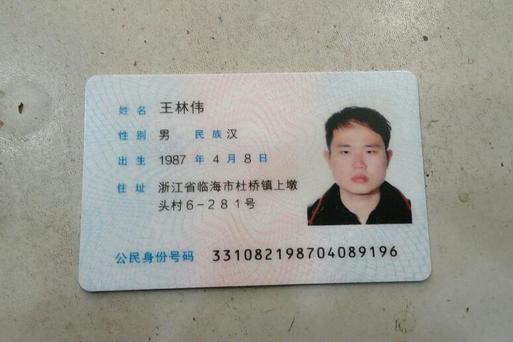 姓名 王林伟
性别 男 民族 汉
出生 1987 年 4 月 8 日
住址 浙江省临海市杜桥镇上墩
头村6-281号
公民身份号码 331082198704089196